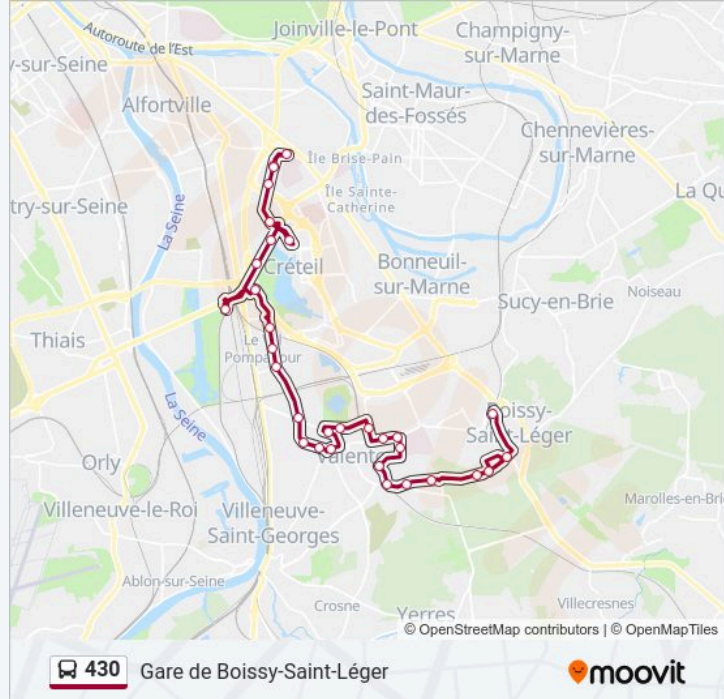 Joinville-le-Pont
Champigny-
sur-Marne
Autoroute de l'Est
y-sur-Seine
Alfortville
Saint-Maur-
des-Fossés
Chennevières-
sur-Marne
Île Brise-Pain
Île Sainte-
Catherine
La Qu
try-sur-Seine
La Seine
Créteil
Bonneuil-
sur-Marne
Sucy-en-Brie
Noiseau
Thiais
Le
Pompadour
La Seine
Boissy-
Saint-Léger
Orly
Valenton
Marolles-en-Brie
Villeneuve-le-Roi
Villeneuve-
Saint-Georges
Ablon-sur-Seine
Crosne
Yerres
Villecresnes
© OpenStreetMap contributors | © OpenMapTiles
430
Gare de Boissy-Saint-Léger
moovit